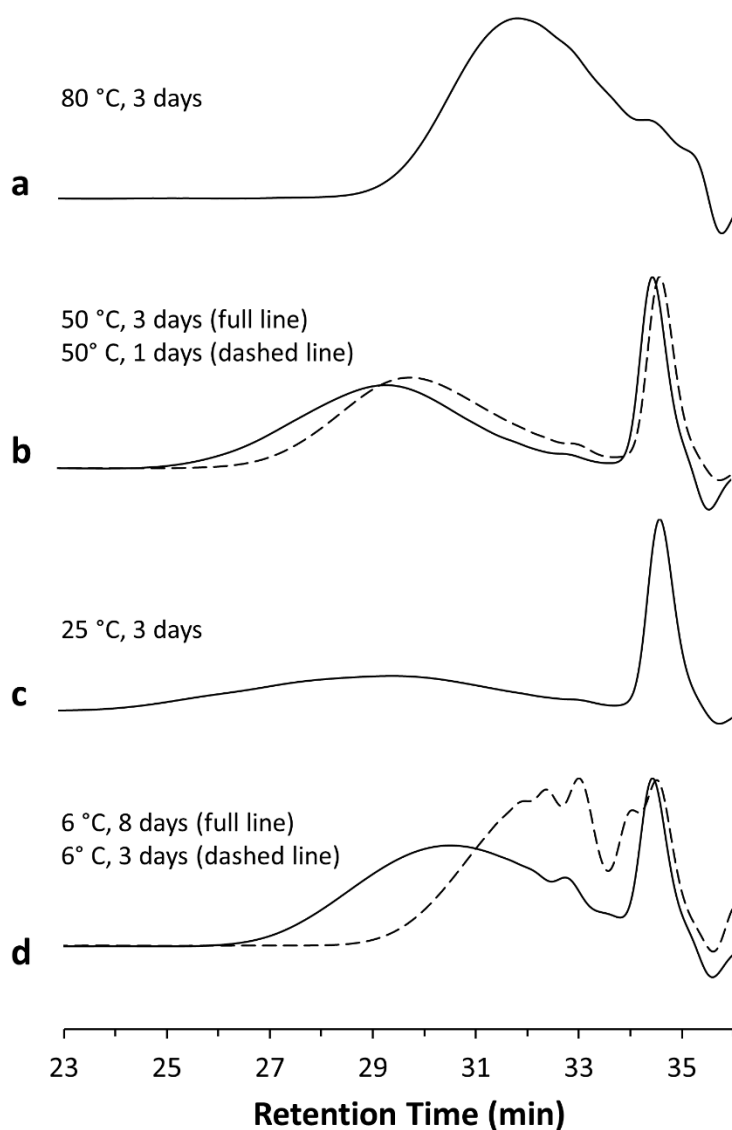 80 °C, 3 days
a
50 °C, 3 days (full line)
50° C, 1 days (dashed line)
b
25 °C, 3 days
c
6 °C, 8 days (full line)
6° C, 3 days (dashed line)
d
23 25 27 29 31 33 35
Retention Time (min)